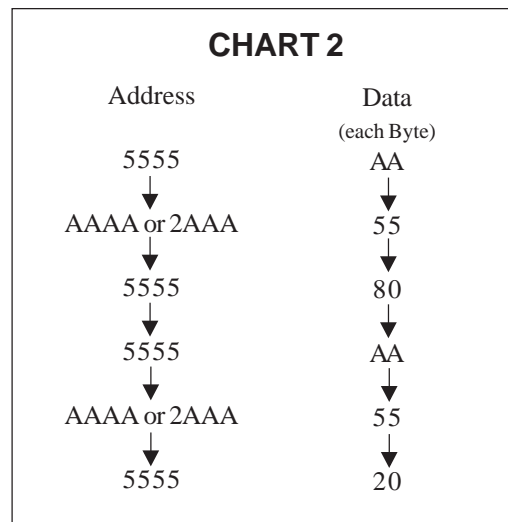 CHART 2
Address Data
(each Byte)
5555 AA
AAAA or 2AAA 55
5555 80
5555 AA
AAAA or 2AAA 55
5555 20